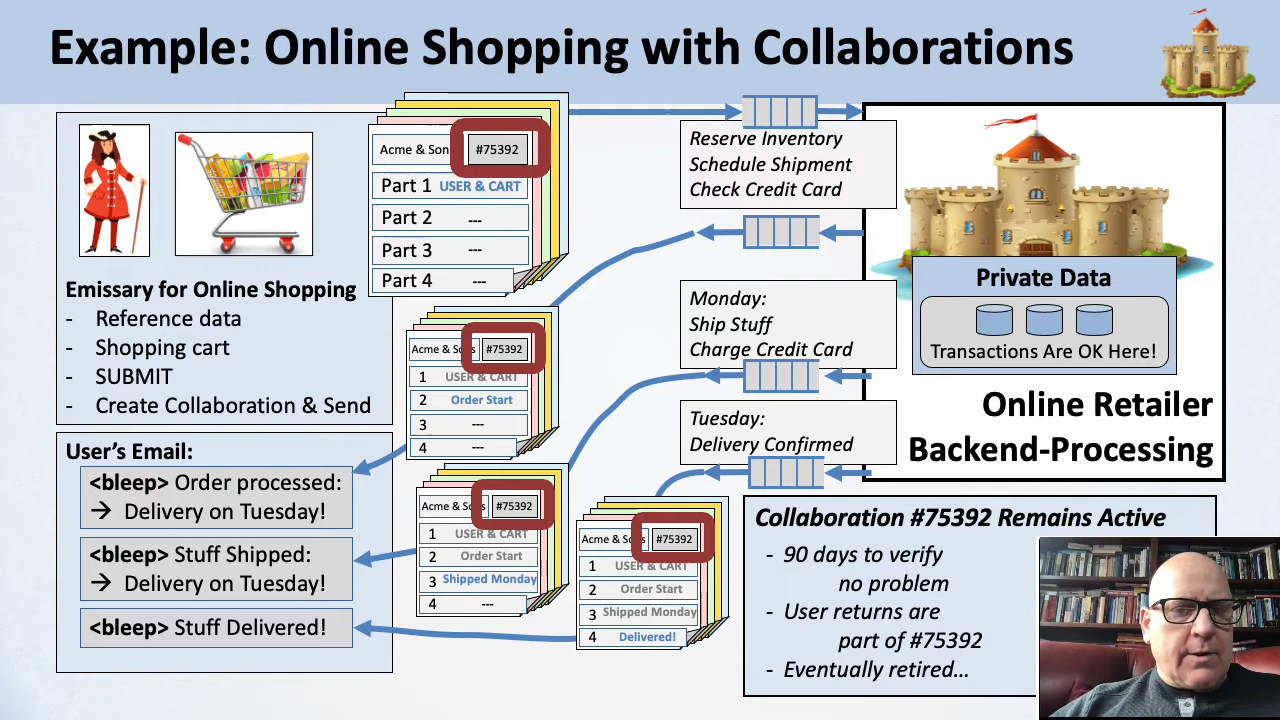 Example: Online Shopping with Collaborations
Acme & Son
#75392
Part 1 USER & CART
Part 2 ---
Part 3 ---
Part 4 ---
Emissary for Online Shopping
- Reference data
- Shopping cart
- SUBMIT
- Create Collaboration & Send
Reserve Inventory
Schedule Shipment
Check Credit Card
Monday:
Ship Stuff
Charge Credit Card
Tuesday:
Delivery Confirmed
Private Data
Transactions Are OK Here!
Online Retailer
Backend-Processing
Acme & Sons
#75392
1 USER & CART
2 Order Start
3 ---
4 ---
User's Email:
<bleep> Order processed:
→ Delivery on Tuesday!
<bleep> Stuff Shipped:
→ Delivery on Tuesday!
<bleep> Stuff Delivered!
Acme & Sons
#75392
1 USER & CART
2 Order Start
3 Shipped Monday
4 ---
Acme & Sons
#75392
1 USER & CART
2 Order Start
3 Shipped Monday
4 Delivered!
Collaboration #75392 Remains Active
- 90 days to verify
no problem
- User returns are
part of #75392
- Eventually retired...